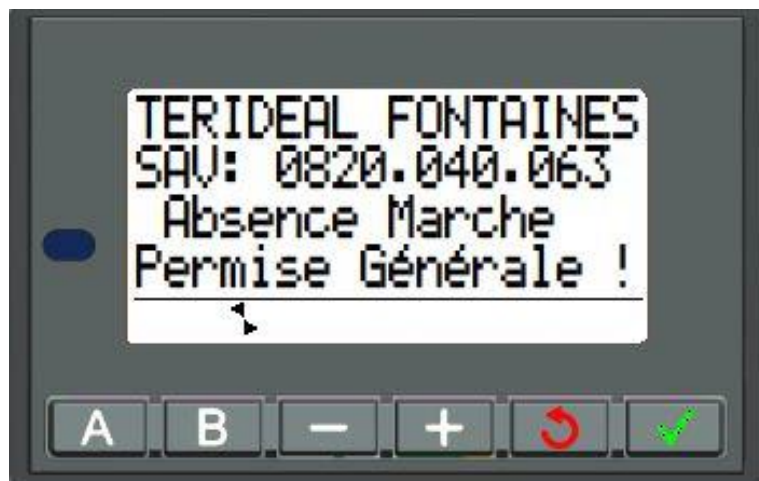 TERIDEAL FONTAINES
SAV: 0820.040.063
Absence Marche
Permise Générale !
A B - +